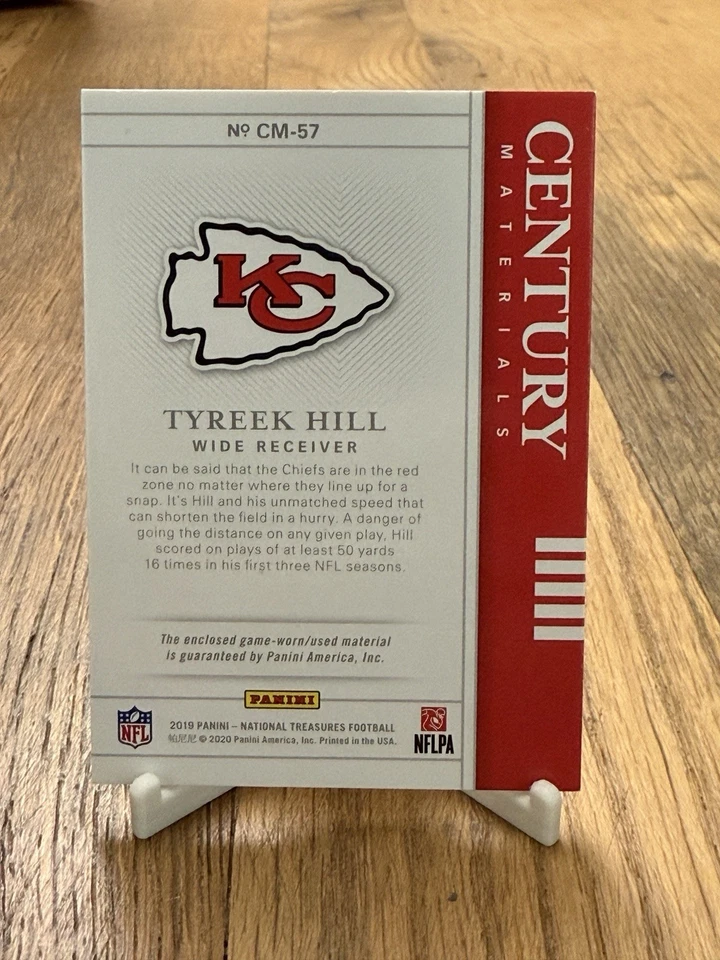 Nº CM-57
KC
TYREEK HILL
WIDE RECEIVER
It can be said that the Chiefs are in the red
zone no matter where they line up for a
snap. It's Hill and his unmatched speed that
can shorten the field in a hurry. A danger of
going the distance on any given play, Hill
scored on plays of at least 50 yards
16 times in his first three NFL seasons.
The enclosed game-worn/used material
is guaranteed by Panini America, Inc.
PANINI
NFL
2019 PANINI – NATIONAL TREASURES FOOTBALL
帕尼尼 © 2020 Panini America, Inc. Printed in the USA.
NFLPA
CENTURY
MATERIALS